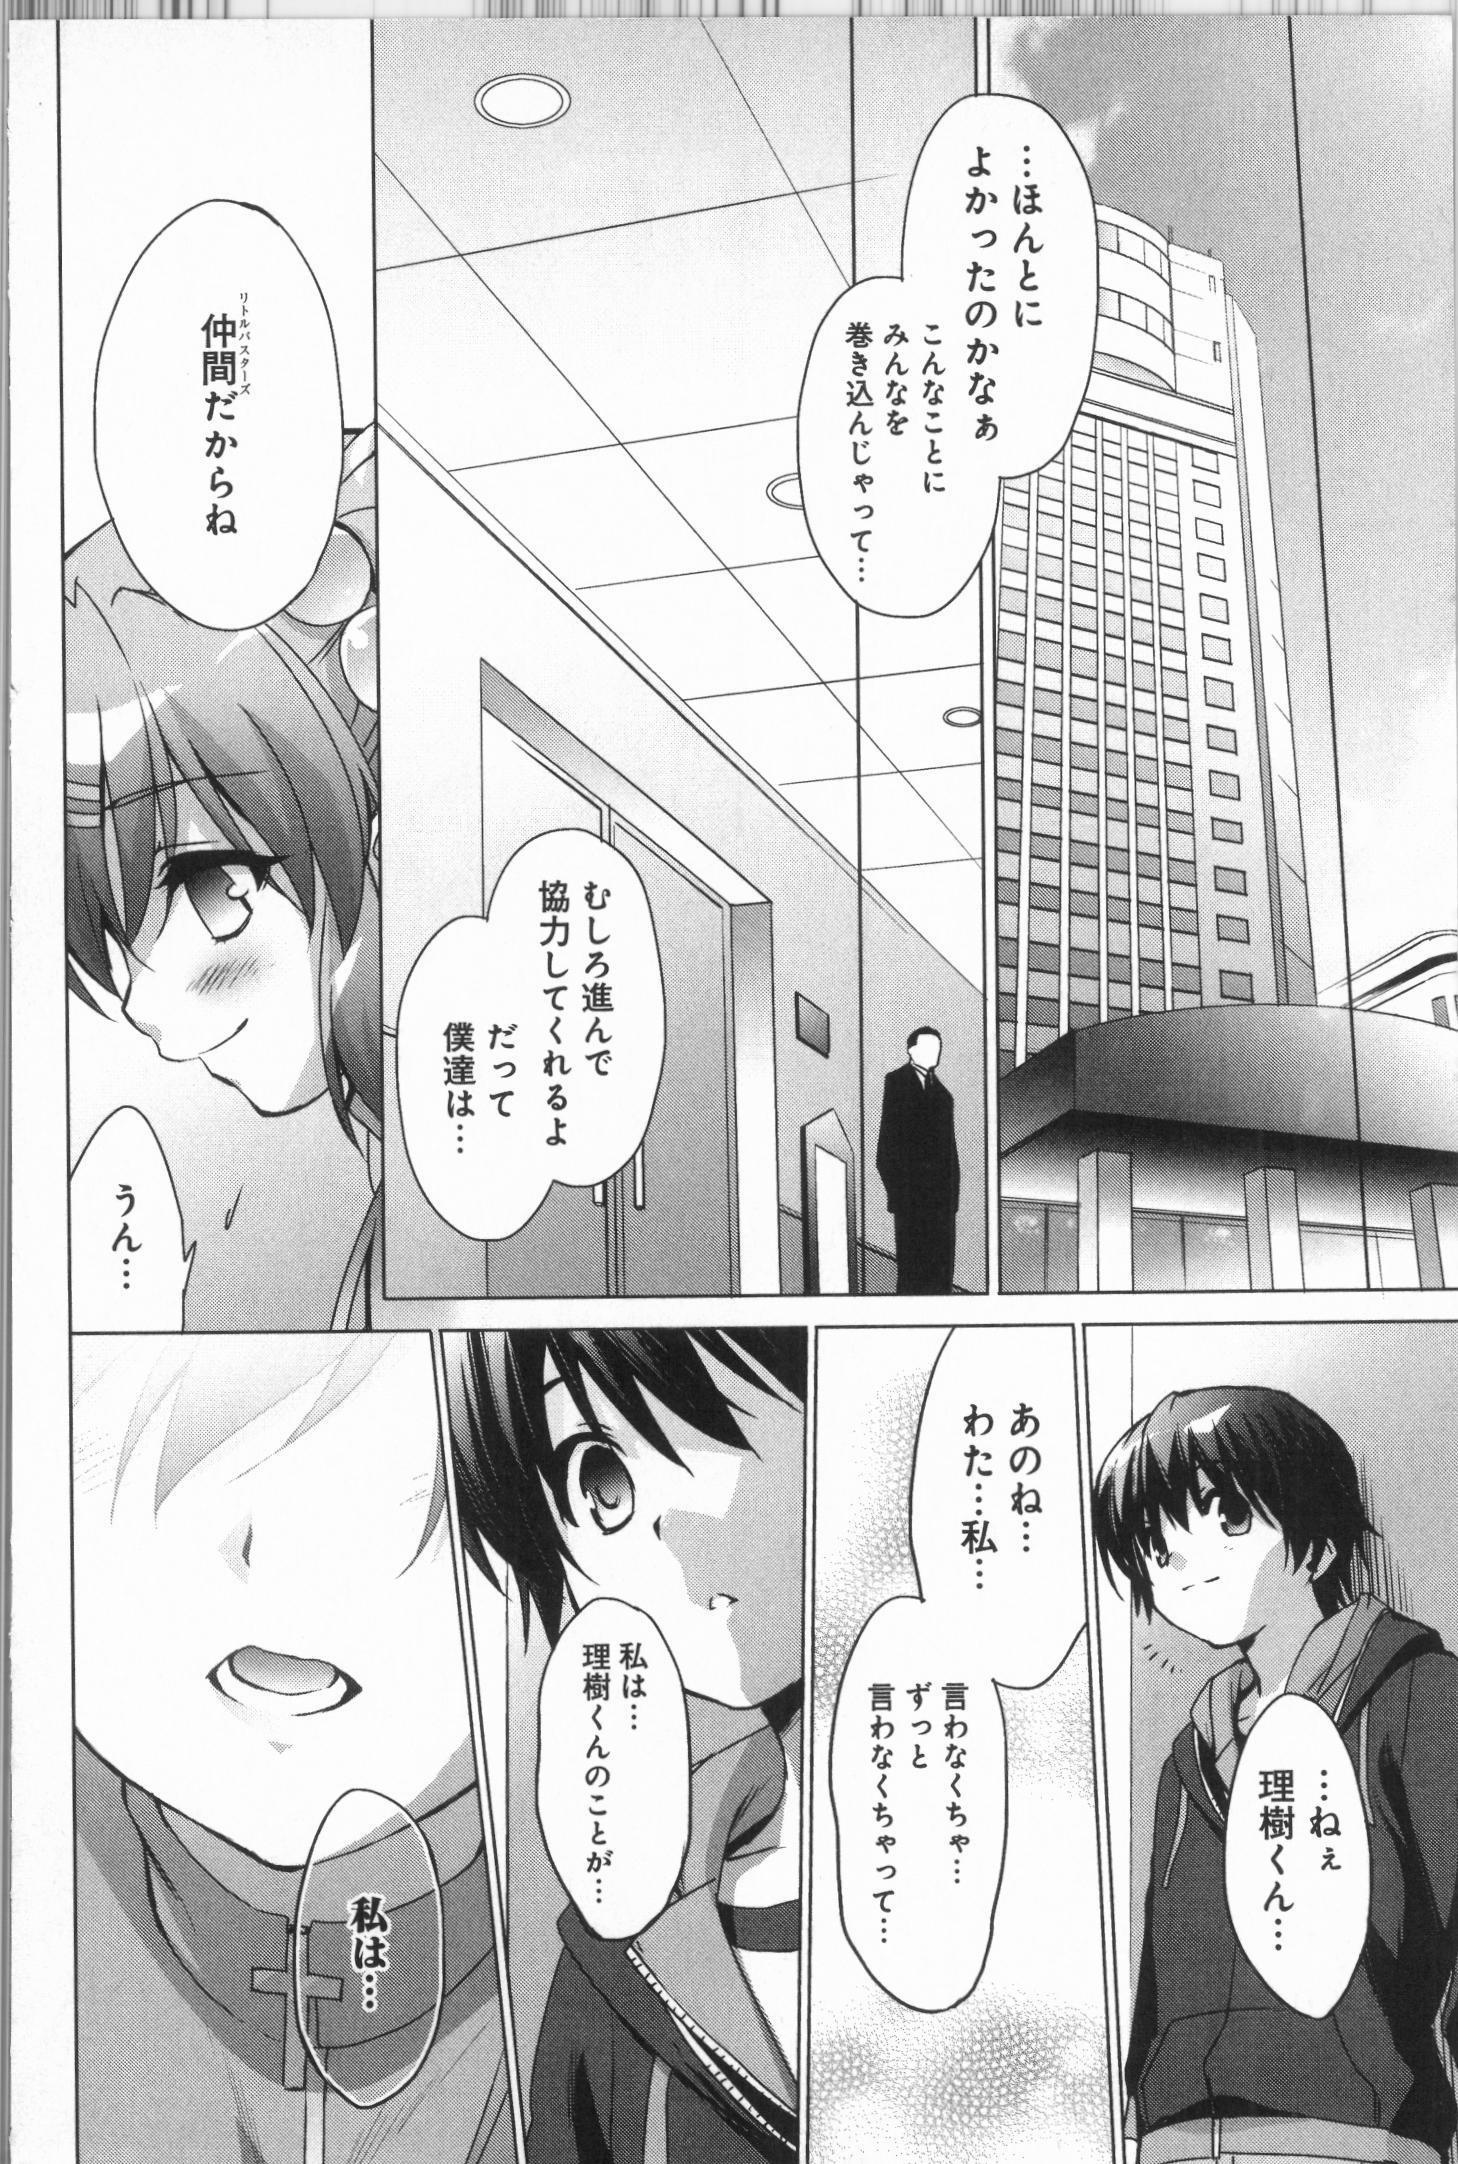 …ほんとに
よかったのかなぁ
こんなことに
みんなを
巻き込んじゃって…
むしろ進んで
協力してくれるよ
だって
僕達は…
リトルバスターズ
仲間だからね
うん…
…ねぇ
理樹くん…
あのね…
わた…私…
言わなくちゃ…
ずっと
言わなくちゃって…
私は…
理樹くんのことが…
私は…